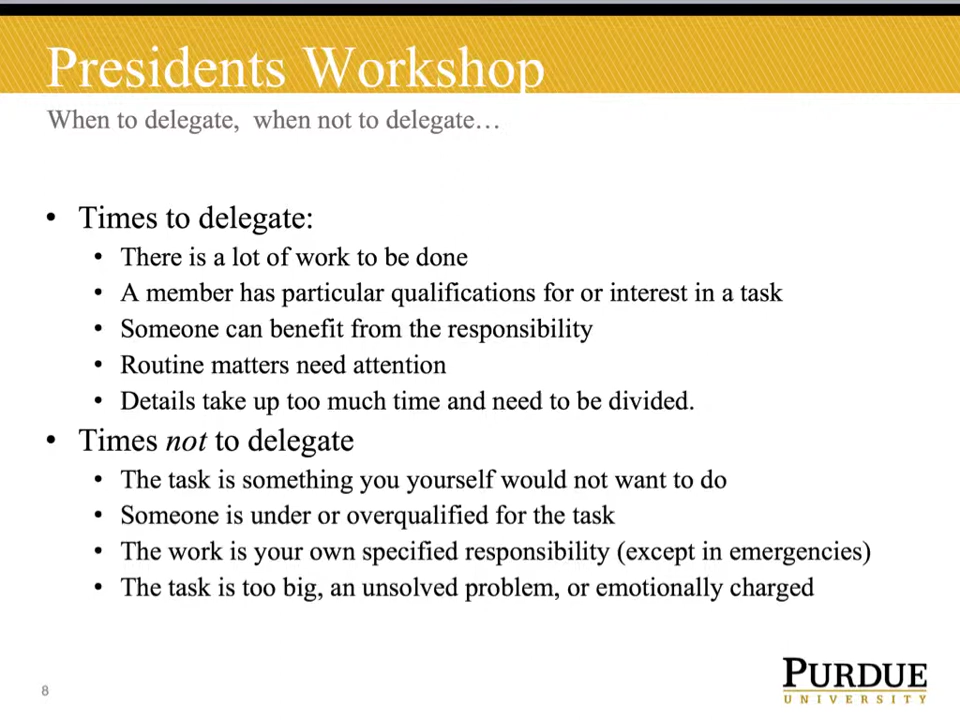 Presidents Workshop
When to delegate,  when not to delegate…
• Times to delegate:
• There is a lot of work to be done
• A member has particular qualifications for or interest in a task
• Someone can benefit from the responsibility
• Routine matters need attention
• Details take up too much time and need to be divided.
• Times not to delegate
• The task is something you yourself would not want to do
• Someone is under or overqualified for the task
• The work is your own specified responsibility (except in emergencies)
• The task is too big, an unsolved problem, or emotionally charged
8
PURDUE
UNIVERSITY